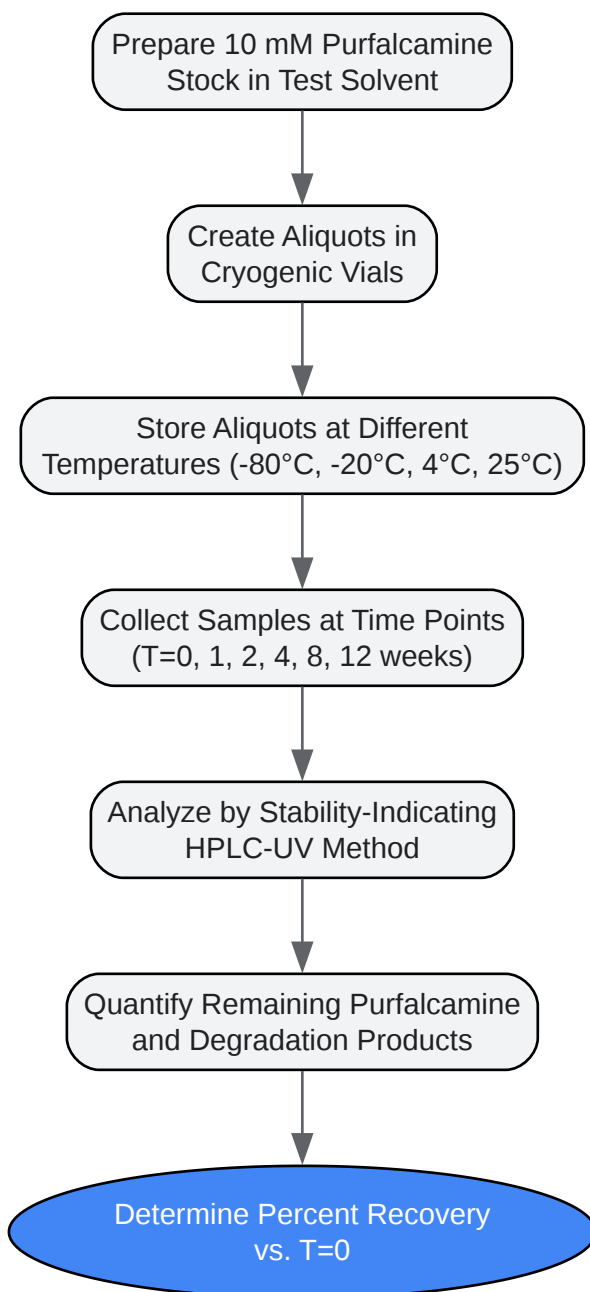 Prepare 10 mM Purfalcamine
Stock in Test Solvent
Create Aliquots in
Cryogenic Vials
Store Aliquots at Different
Temperatures (-80°C, -20°C, 4°C, 25°C)
Collect Samples at Time Points
(T=0, 1, 2, 4, 8, 12 weeks)
Analyze by Stability-Indicating
HPLC-UV Method
Quantify Remaining Purfalcamine
and Degradation Products
Determine Percent Recovery
vs. T=0